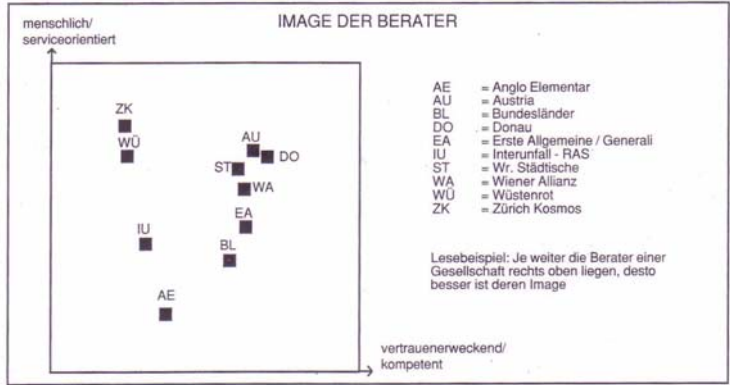 IMAGE DER BERATER
menschlich/
serviceorientiert
ZK
WÜ
AU
DO
ST
WA
EA
IU
BL
AE
AE = Anglo Elementar
AU = Austria
BL = Bundesländer
DO = Donau
EA = Erste Allgemeine / Generali
IU = Interunfall - RAS
ST = Wr. Städtische
WA = Wiener Allianz
WÜ = Wüstenrot
ZK = Zürich Kosmos
Lesebeispiel: Je weiter die Berater einer
Gesellschaft rechts oben liegen, desto
besser ist deren Image
vertrauenerweckend/
kompetent